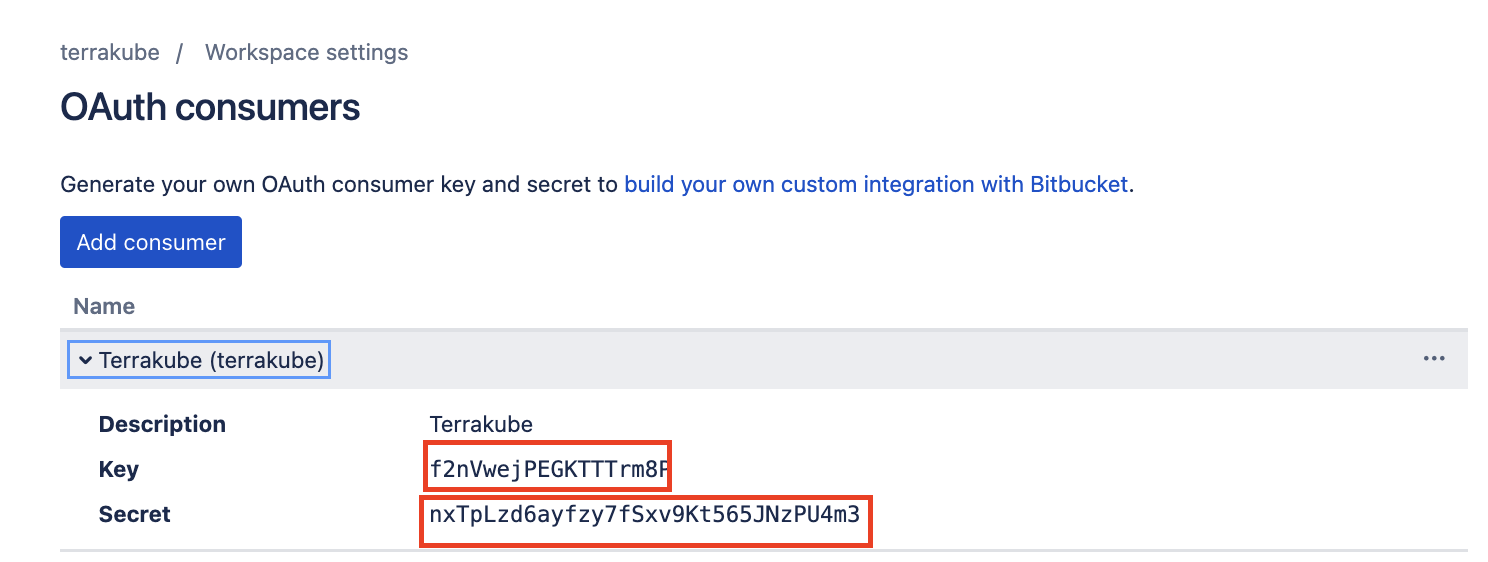 terrakube / Workspace settings
OAuth consumers
Generate your own OAuth consumer key and secret to build your own custom integration with Bitbucket.
Add consumer
Name
Terrakube (terrakube)
Description Terrakube
Key f2nVwejPEGKTTTrm8P
Secret nxTpLzd6ayfzy7fSxv9Kt565JNzPU4m3